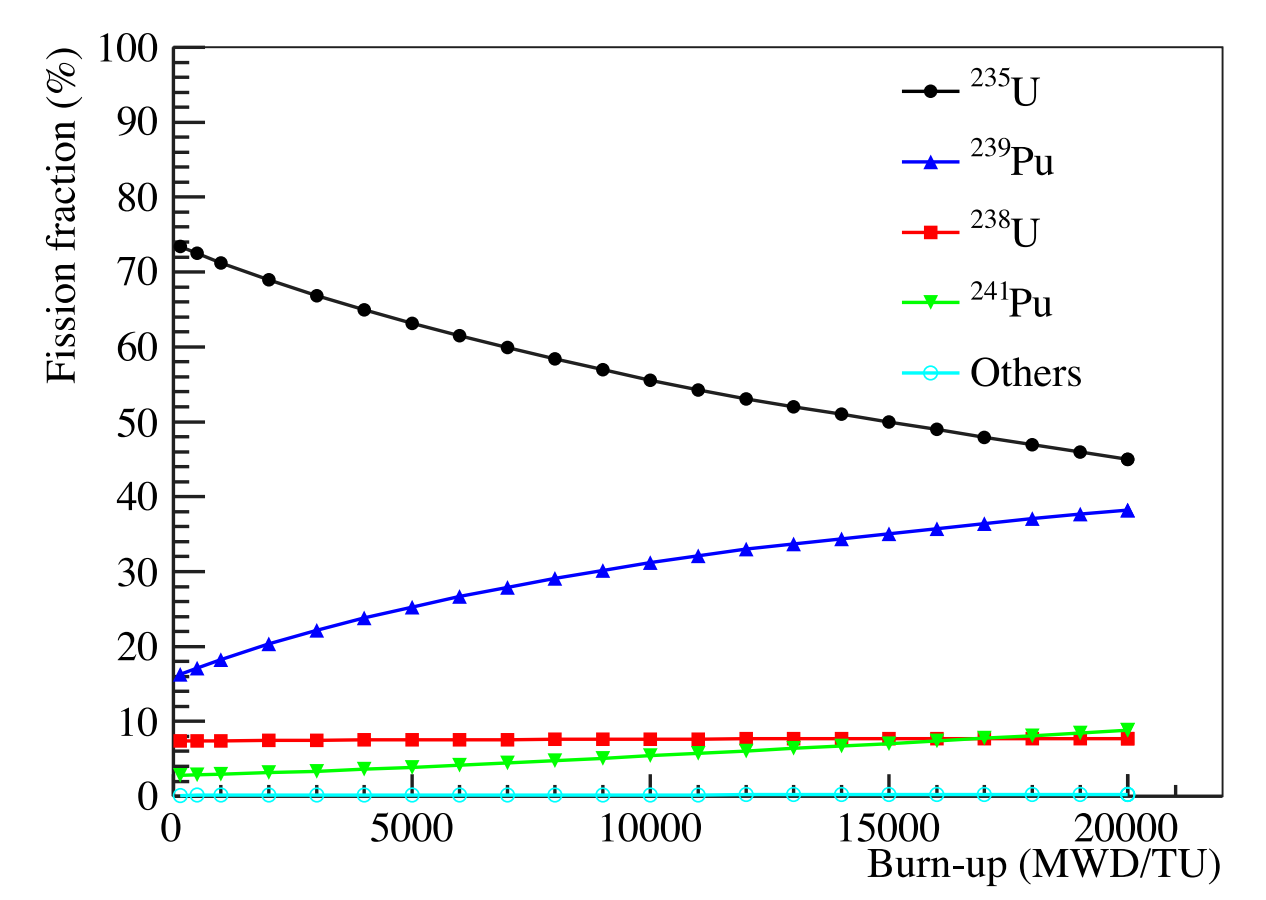 Fission fraction (%)
100
90
80
70
60
50
40
30
20
10
0
²³⁵U
²³⁹Pu
²³⁸U
²⁴¹Pu
Others
0 5000 10000 15000 20000
Burn-up (MWD/TU)